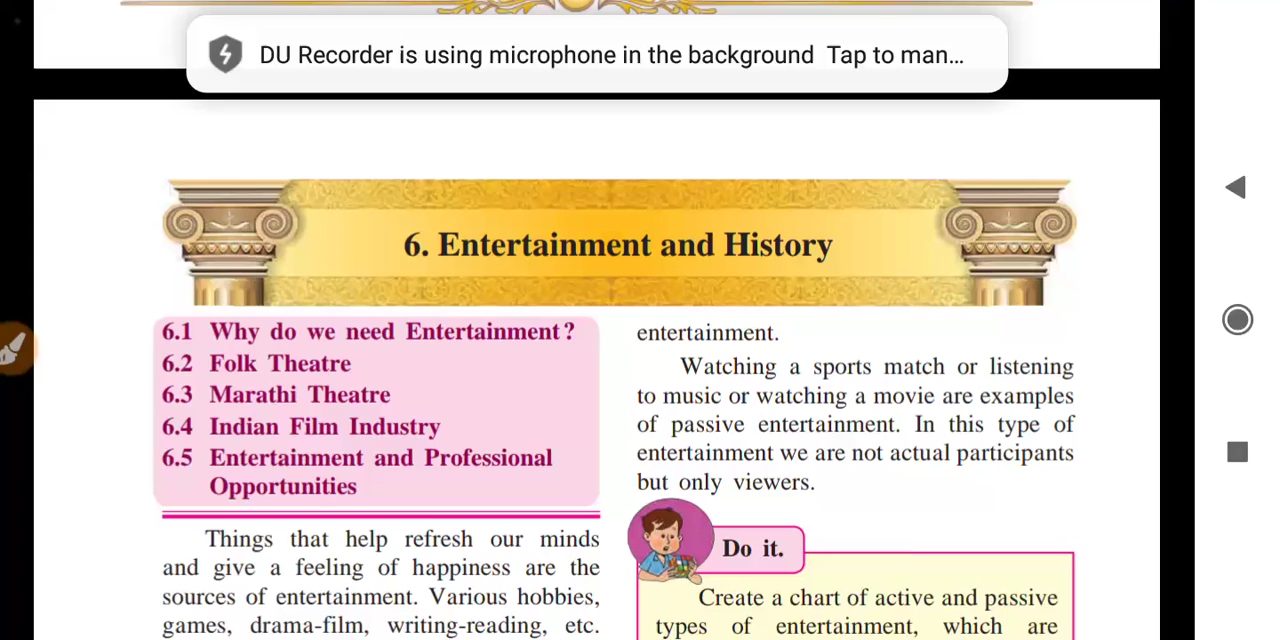 DU Recorder is using microphone in the background Tap to man...
6. Entertainment and History
6.1 Why do we need Entertainment?
6.2 Folk Theatre
6.3 Marathi Theatre
6.4 Indian Film Industry
6.5 Entertainment and Professional
Opportunities
Things that help refresh our minds
and give a feeling of happiness are the
sources of entertainment. Various hobbies,
games, drama-film, writing-reading, etc.
entertainment.
Watching a sports match or listening
to music or watching a movie are examples
of passive entertainment. In this type of
entertainment we are not actual participants
but only viewers.
Do it.
Create a chart of active and passive
types of entertainment, which are